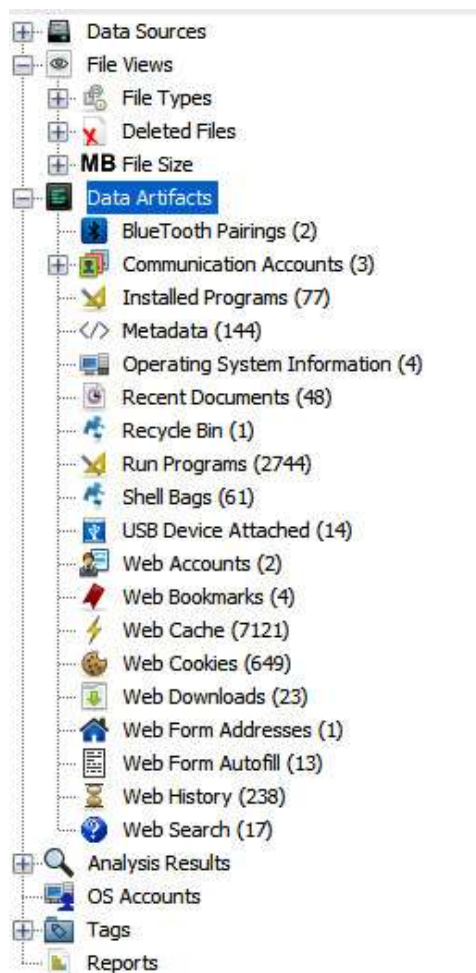 Data Sources
File Views
File Types
Deleted Files
MB File Size
Data Artifacts
BlueTooth Pairings (2)
Communication Accounts (3)
Installed Programs (77)
Metadata (144)
Operating System Information (4)
Recent Documents (48)
Recycle Bin (1)
Run Programs (2744)
Shell Bags (61)
USB Device Attached (14)
Web Accounts (2)
Web Bookmarks (4)
Web Cache (7121)
Web Cookies (649)
Web Downloads (23)
Web Form Addresses (1)
Web Form Autofill (13)
Web History (238)
Web Search (17)
Analysis Results
OS Accounts
Tags
Reports